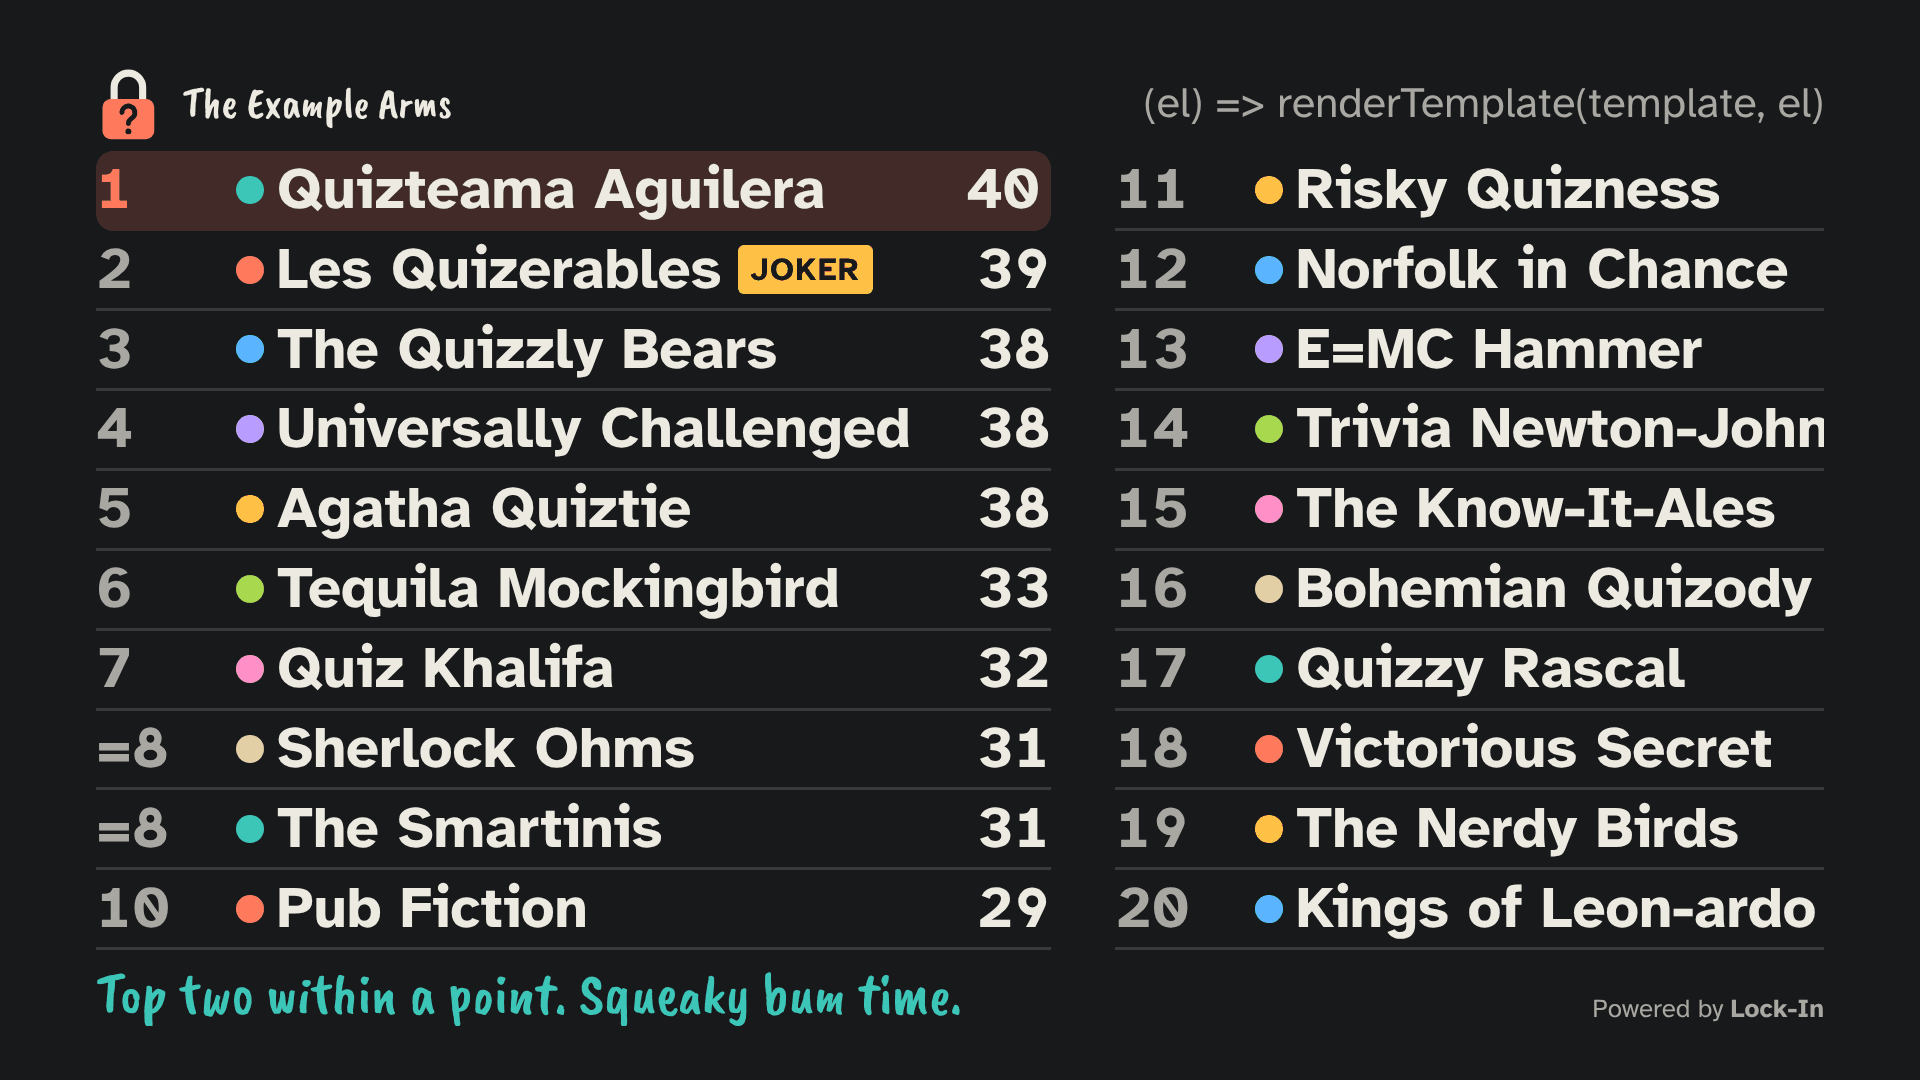 ?
The Example Arms
(el) => renderTemplate(template, el)
1 Quizteama Aguilera 40
2 Les Quizerables JOKER 39
3 The Quizzly Bears 38
4 Universally Challenged 38
5 Agatha Quiztie 38
6 Tequila Mockingbird 33
7 Quiz Khalifa 32
=8 Sherlock Ohms 31
=8 The Smartinis 31
10 Pub Fiction 29
11 Risky Quizness
12 Norfolk in Chance
13 E=MC Hammer
14 Trivia Newton-John
15 The Know-It-Ales
16 Bohemian Quizody
17 Quizzy Rascal
18 Victorious Secret
19 The Nerdy Birds
20 Kings of Leon-ardo
Top two within a point. Squeaky bum time.
Powered by Lock-In